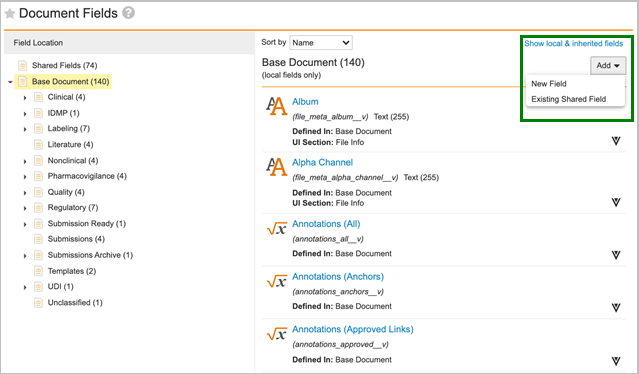 Document Fields
Field Location
Shared Fields (74)
Base Document (140)
Clinical (4)
IDMP (1)
Labeling (7)
Literature (4)
Nonclinical (4)
Pharmacovigilance (4)
Quality (4)
Regulatory (7)
Submission Ready (1)
Submissions (4)
Submissions Archive (1)
Templates (2)
UDI (1)
Unclassified (1)
Sort by Name
Show local & inherited fields
Base Document (140)
(local fields only)
Add
New Field
Existing Shared Field
Album
(file_meta_album__v) Text (255)
Defined In: Base Document
UI Section: File Info
Alpha Channel
(file_meta_alpha_channel__v) Text (255)
Defined In: Base Document
UI Section: File Info
Annotations (All)
(annotations_all__v)
Defined In: Base Document
Annotations (Anchors)
(annotations_anchors__v)
Defined In: Base Document
Annotations (Approved Links)
(annotations_approved__v)
Defined In: Base Document